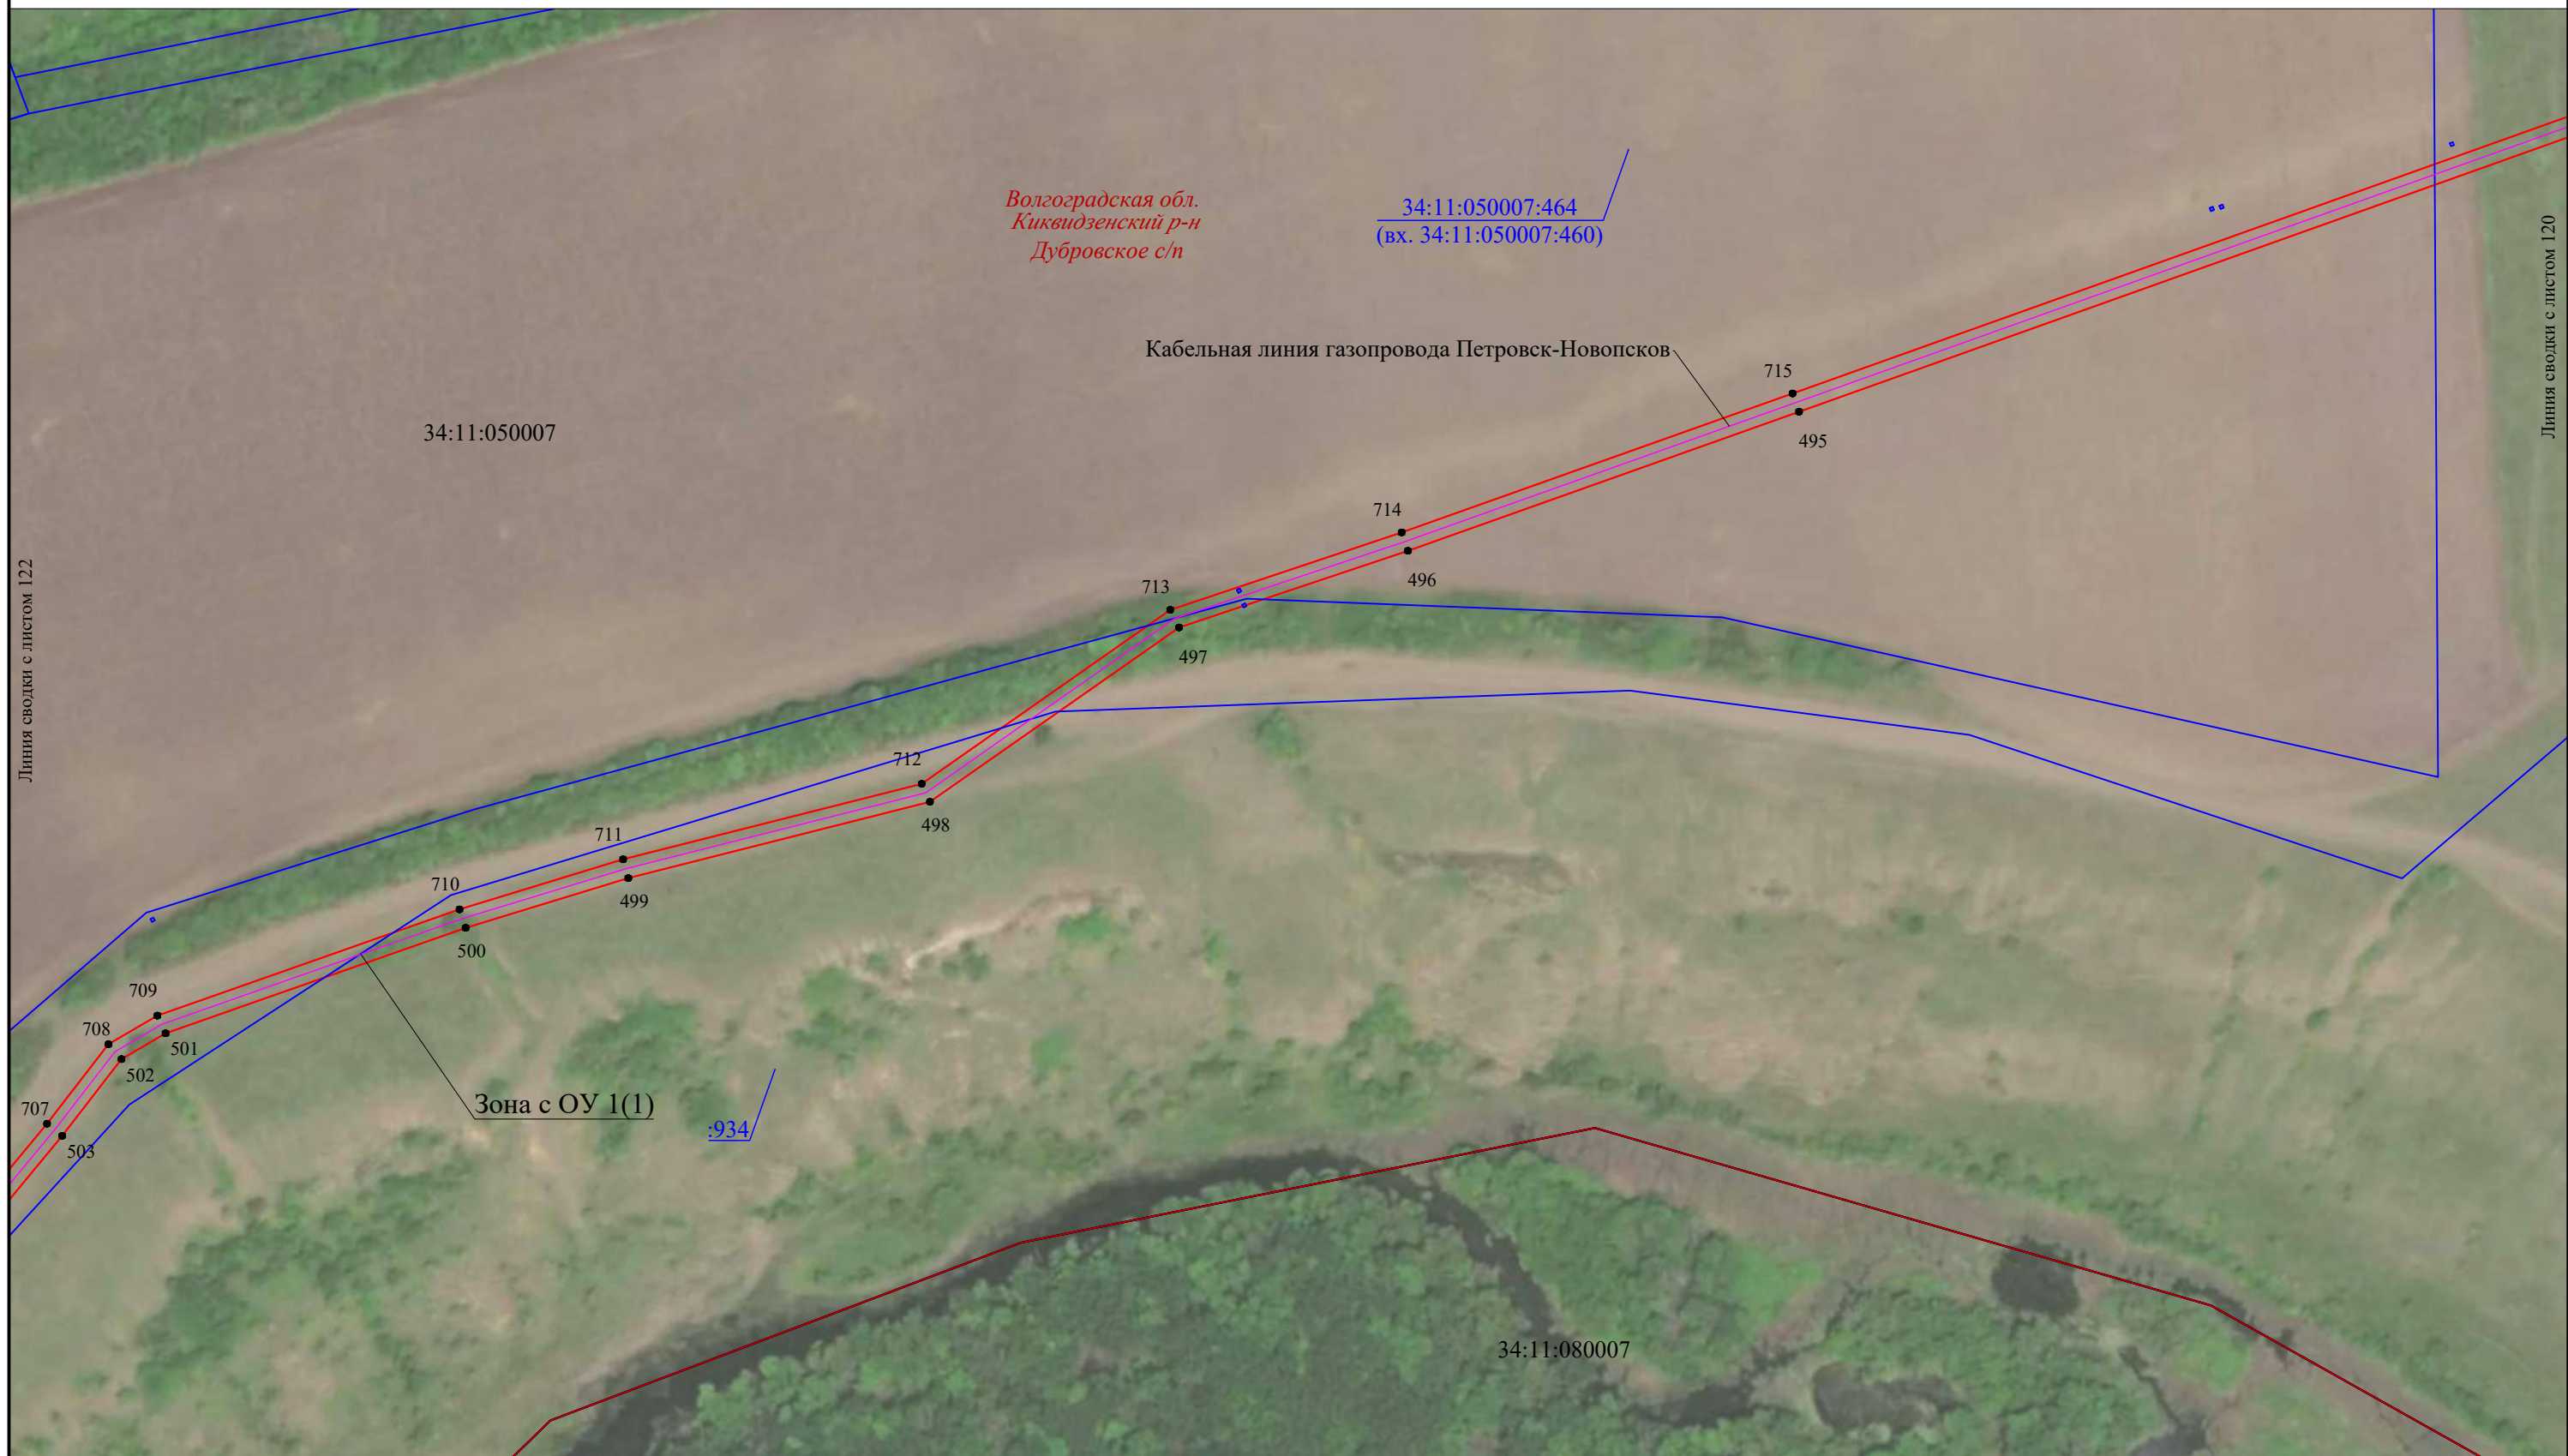 Волгоградская обл.
Киквидзенский р-н
Дубровское с/п
34:11:050007:464
(вх. 34:11:050007:460)
Линия сводки с листом 120
Кабельная линия газопровода Петровск-Новопсков
715
495
34:11:050007
714
496
Линия сводки с листом 122
713
497
712
498
711
499
710
500
709
708
501
502
707
503
Зона с ОУ 1(1)
:934
34:11:080007